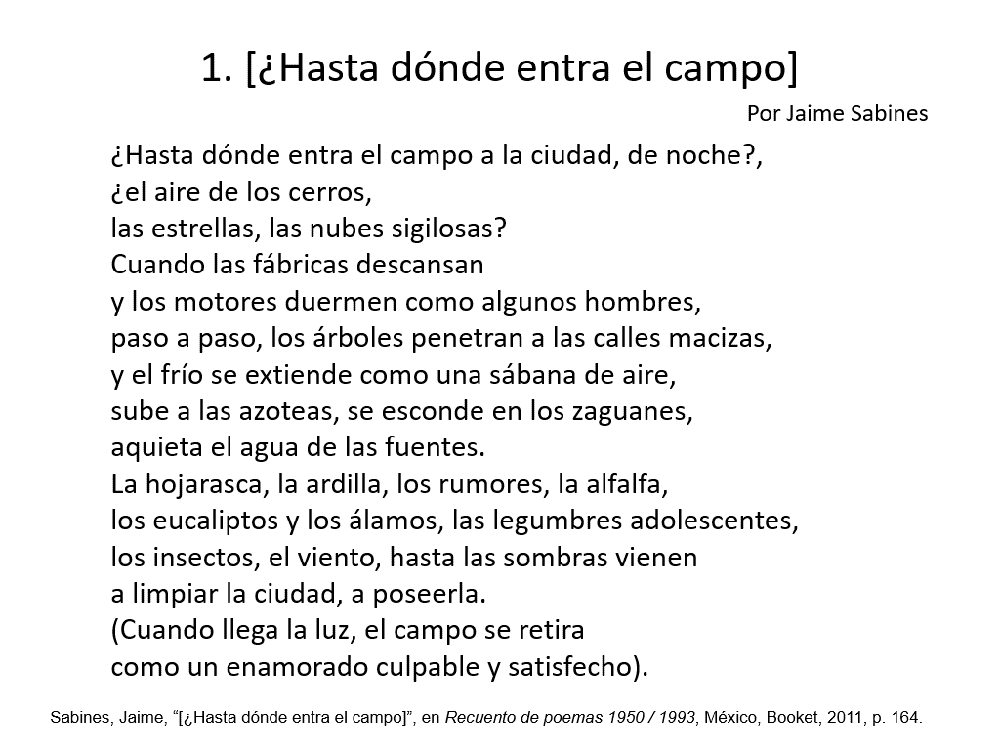 1. [¿Hasta dónde entra el campo]
Por Jaime Sabines
¿Hasta dónde entra el campo a la ciudad, de noche?,
¿el aire de los cerros,
las estrellas, las nubes sigilosas?
Cuando las fábricas descansan
y los motores duermen como algunos hombres,
paso a paso, los árboles penetran a las calles macizas,
y el frío se extiende como una sábana de aire,
sube a las azoteas, se esconde en los zaguanes,
aquieta el agua de las fuentes.
La hojarasca, la ardilla, los rumores, la alfalfa,
los eucaliptos y los álamos, las legumbres adolescentes,
los insectos, el viento, hasta las sombras vienen
a limpiar la ciudad, a poseerla.
(Cuando llega la luz, el campo se retira
como un enamorado culpable y satisfecho).
Sabines, Jaime, “[¿Hasta dónde entra el campo]”, en Recuento de poemas 1950 / 1993, México, Booket, 2011, p. 164.